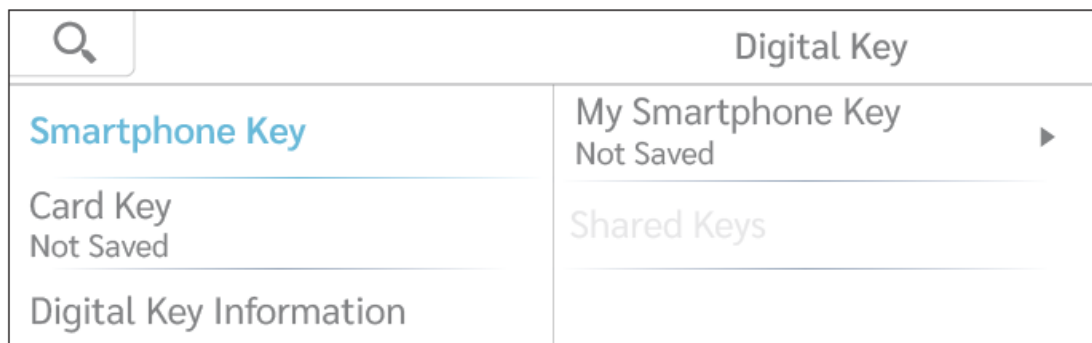 Digital Key
Smartphone Key
Card Key
Not Saved
Digital Key Information
My Smartphone Key
Not Saved
Shared Keys